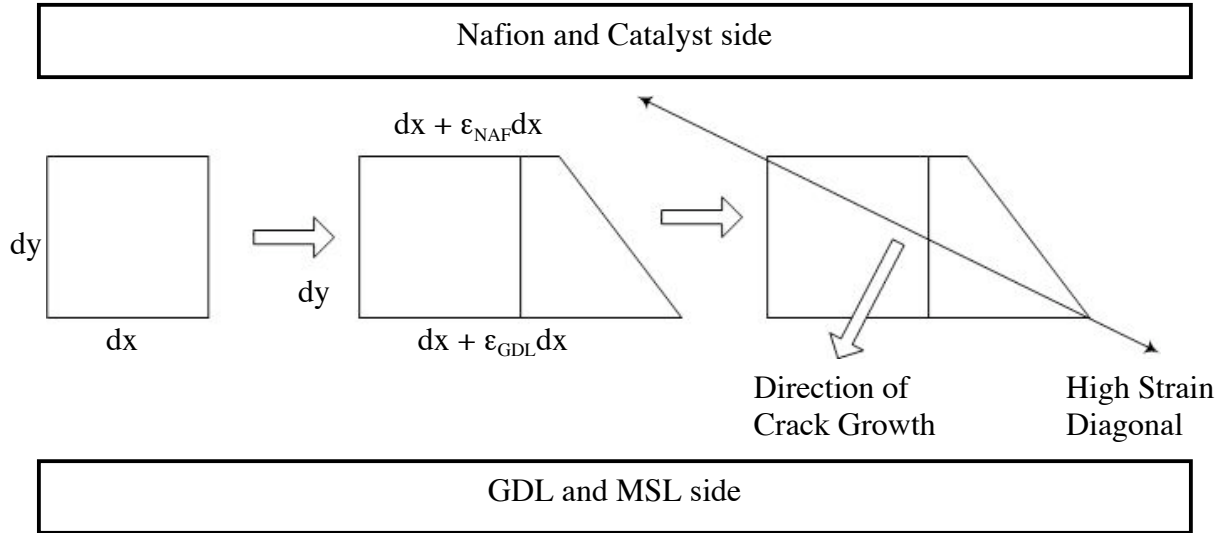 Nafion and Catalyst side
dx + ε_NAF dx
dy
dy
dx
dx + ε_GDL dx
Direction of
Crack Growth
High Strain
Diagonal
GDL and MSL side